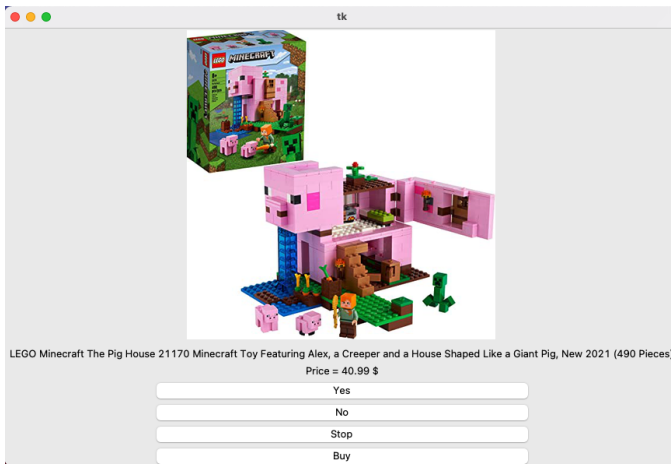 tk
LEGO MINECRAFT
LEGO Minecraft The Pig House 21170 Minecraft Toy Featuring Alex, a Creeper and a House Shaped Like a Giant Pig, New 2021 (490 Pieces)
Price = 40.99 $
Yes
No
Stop
Buy